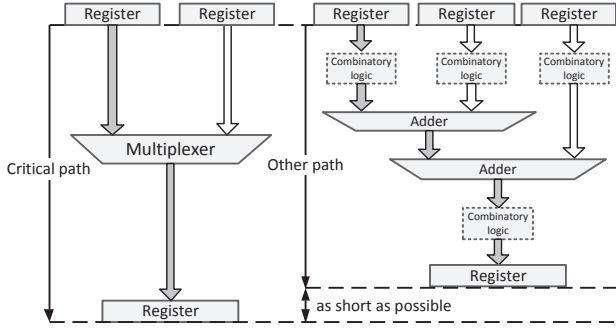 Register
Register
Register
Register
Register
Combinatory
logic
Combinatory
logic
Combinatory
logic
Adder
Multiplexer
Critical path
Other path
Adder
Combinatory
logic
Register
Register
as short as possible